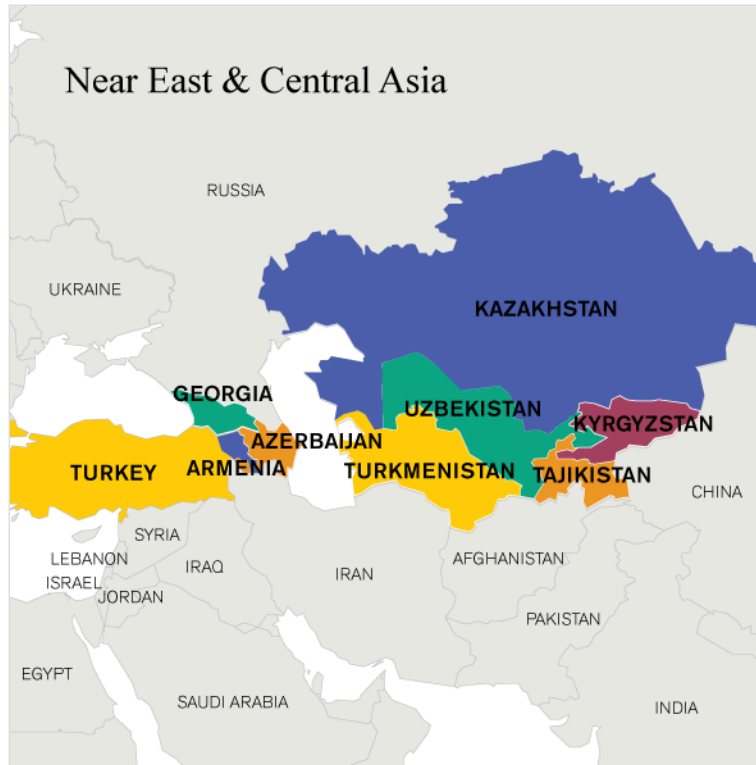 Near East & Central Asia
RUSSIA
UKRAINE
KAZAKHSTAN
GEORGIA
UZBEKISTAN
KYRGYZSTAN
AZERBAIJAN
ARMENIA
TURKEY
TURKMENISTAN
TAJIKISTAN
CHINA
SYRIA
LEBANON
ISRAEL
IRAQ
IRAN
AFGHANISTAN
JORDAN
PAKISTAN
EGYPT
SAUDI ARABIA
INDIA